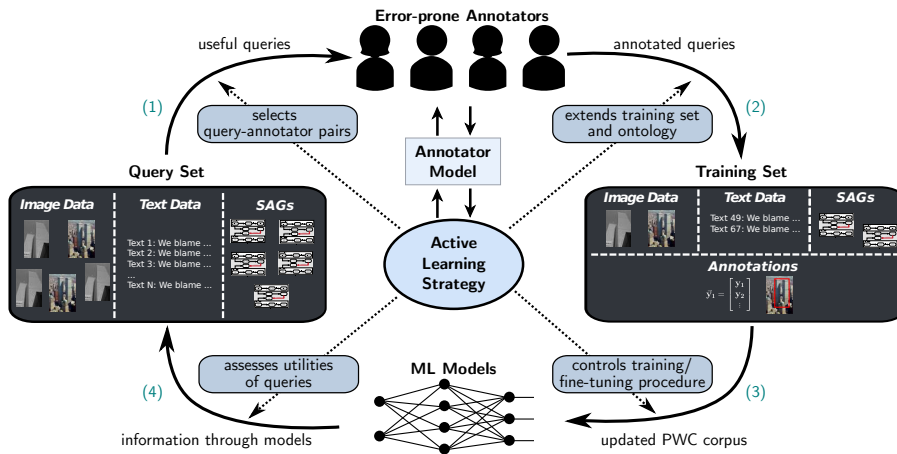 Error-prone Annotators
useful queries
annotated queries
(1)
(2)
selects
query-annotator pairs
extends training set
and ontology
Annotator
Model
Query Set
Training Set
Image Data
Text Data
SAGs
Text 1: We blame ...
Text 2: We blame ...
Text 3: We blame ...
...
Text N: We blame ...
Active
Learning
Strategy
Image Data
Text Data
SAGs
Text 49: We blame ...
Text 67: We blame ...
Annotations
ȳ₁ = [y₁
y₂
⋮]
assesses utilities
of queries
ML Models
controls training/
fine-tuning procedure
(4)
(3)
information through models
updated PWC corpus